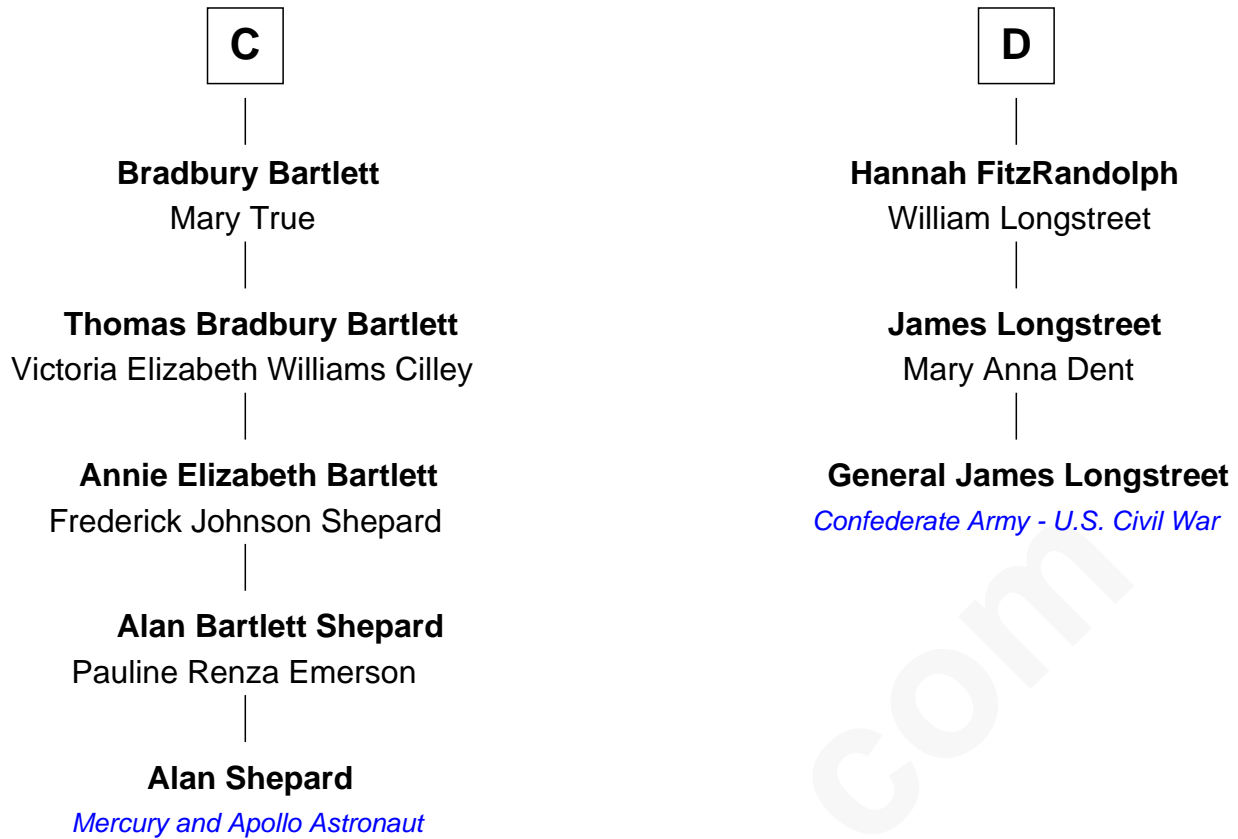 C
Bradbury Bartlett
Mary True
Thomas Bradbury Bartlett
Victoria Elizabeth Williams Cilley
Annie Elizabeth Bartlett
Frederick Johnson Shepard
Alan Bartlett Shepard
Pauline Renza Emerson
Alan Shepard
Mercury and Apollo Astronaut
D
Hannah FitzRandolph
William Longstreet
James Longstreet
Mary Anna Dent
General James Longstreet
Confederate Army - U.S. Civil War
com